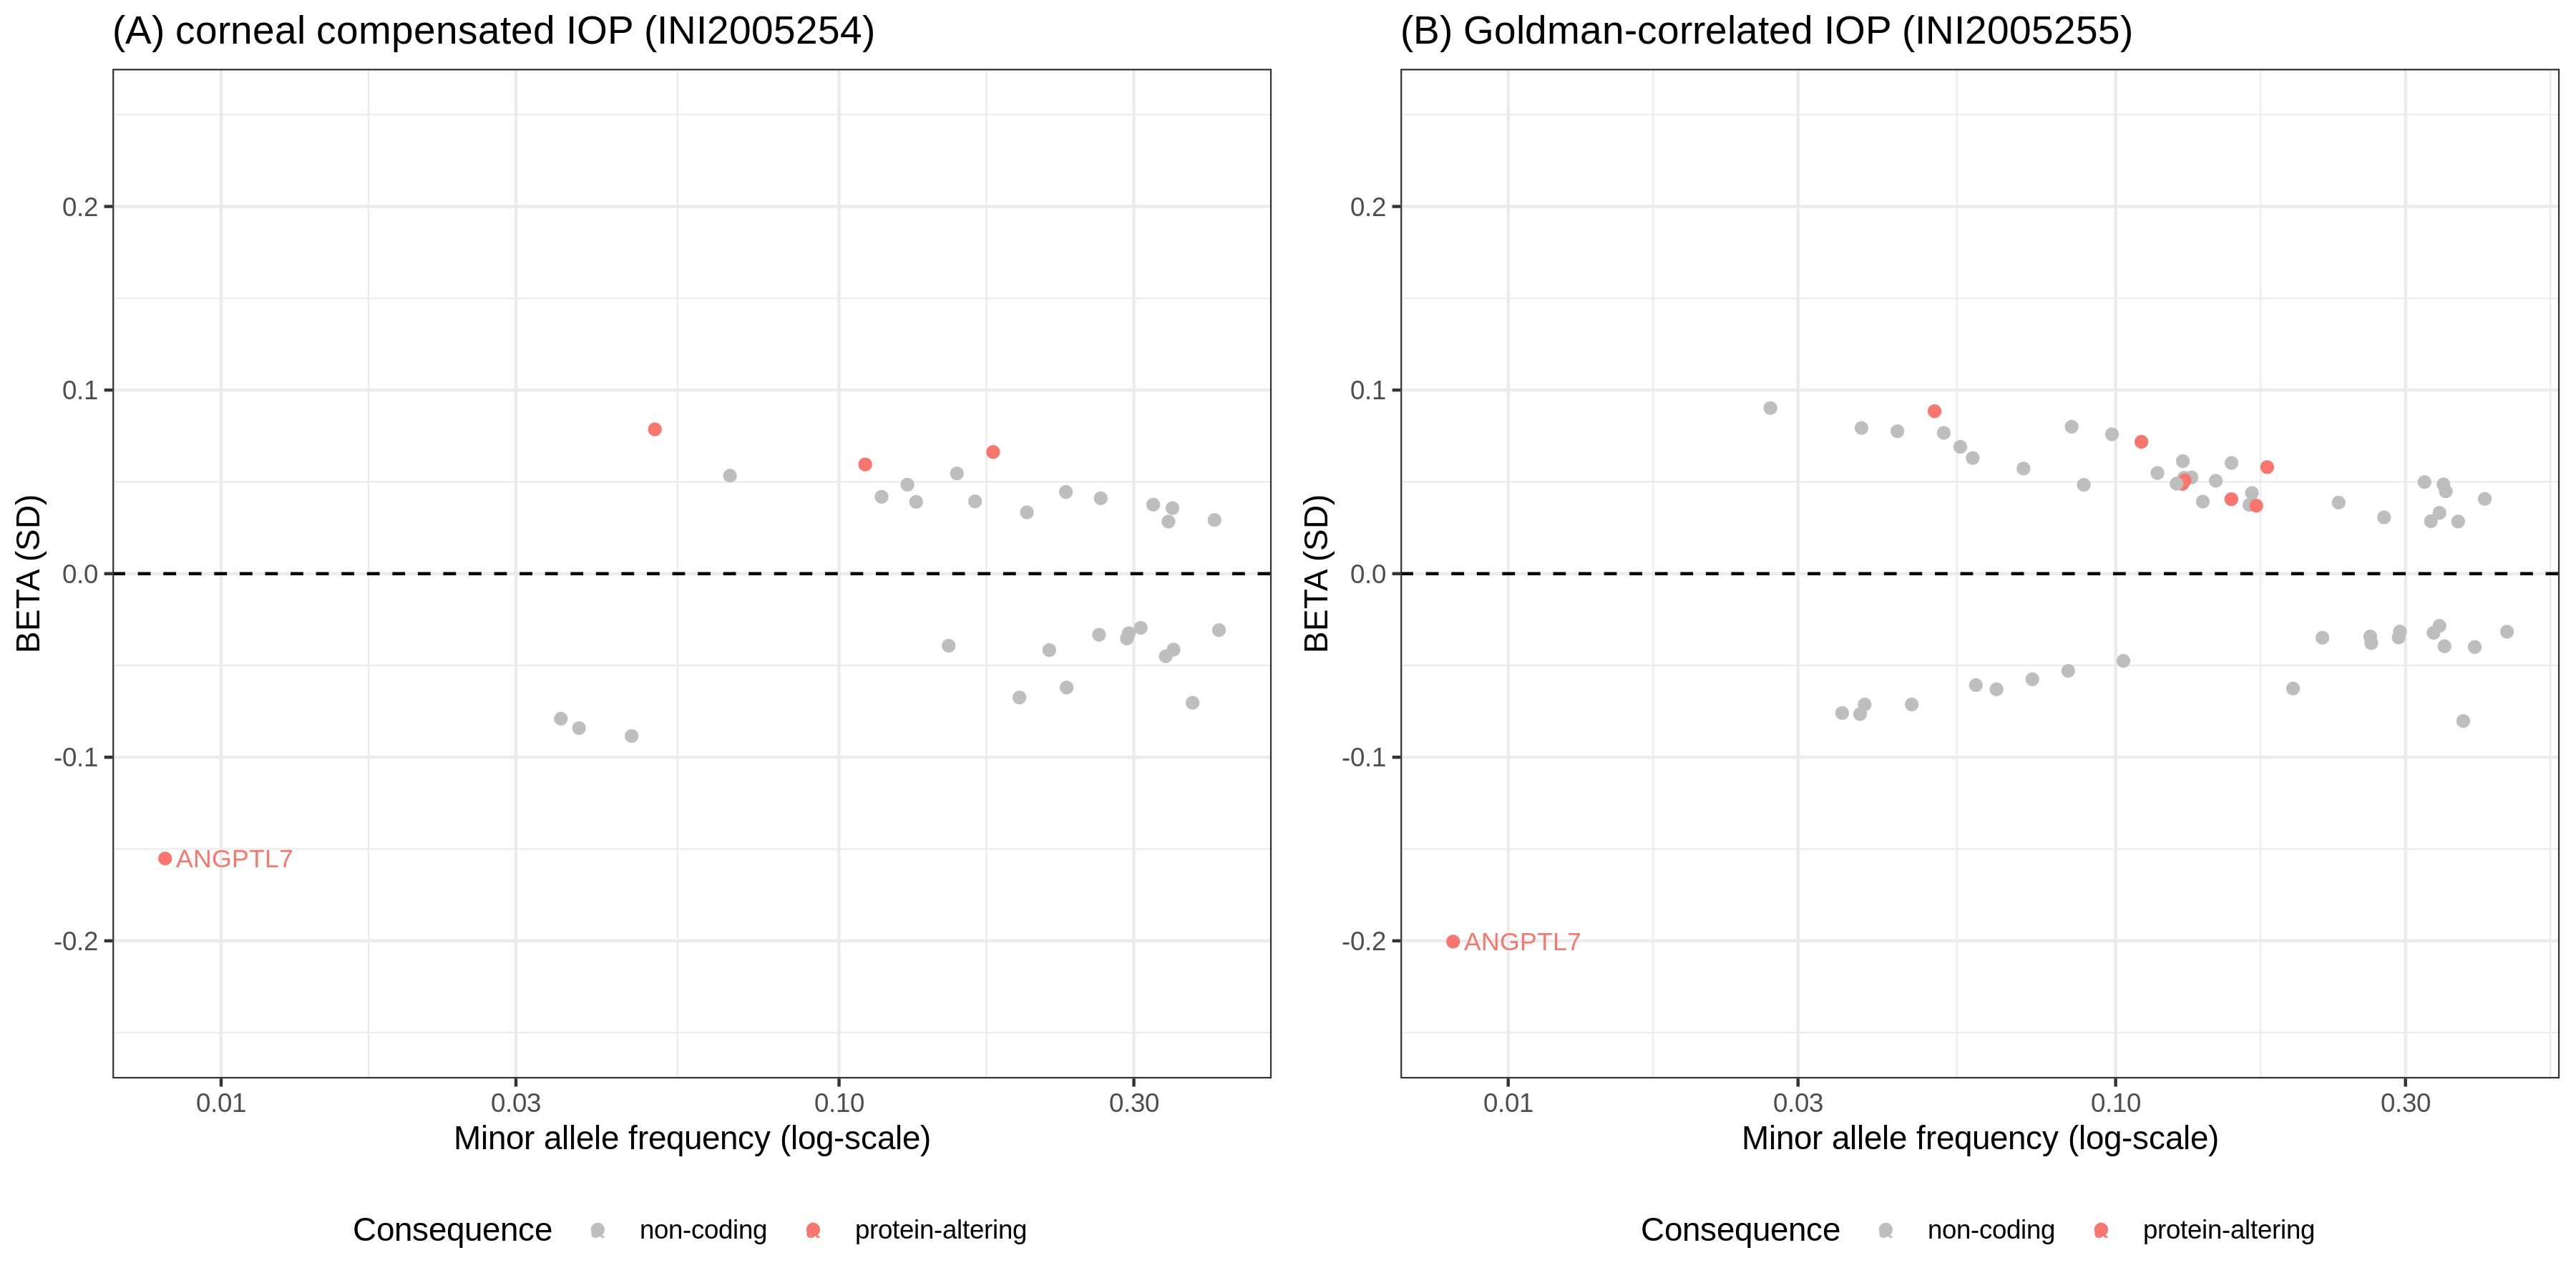 (A) corneal compensated IOP (INI2005254)
BETA (SD)
0.2
0.1
0.0
-0.1
-0.2
ANGPTL7
0.01 0.03 0.10 0.30
Minor allele frequency (log-scale)
Consequence non-coding protein-altering
(B) Goldman-correlated IOP (INI2005255)
BETA (SD)
0.2
0.1
0.0
-0.1
-0.2
ANGPTL7
0.01 0.03 0.10 0.30
Minor allele frequency (log-scale)
Consequence non-coding protein-altering